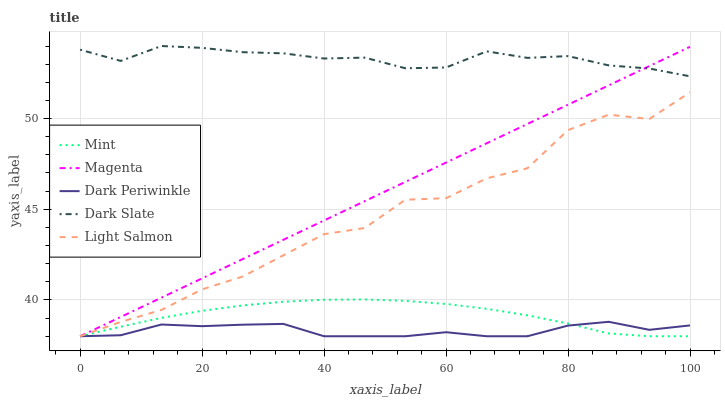 title
yaxis_label
50
45
40
Mint
Magenta
Dark Periwinkle
Dark Slate
Light Salmon
0
20
40
60
80
100
xaxis_label